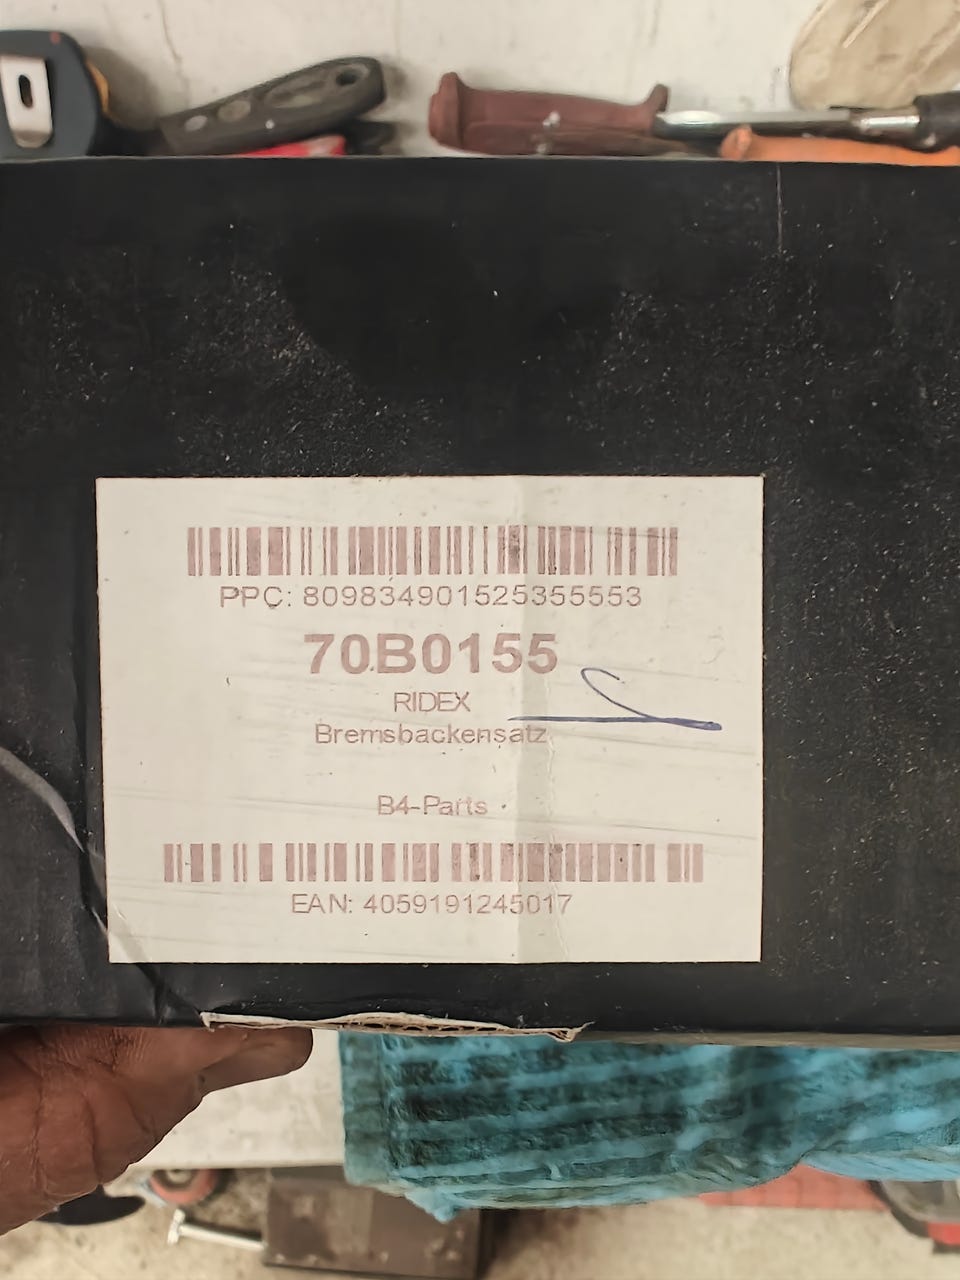 PPC: 809834901525355553
70B0155
RIDEX
Bremsbackensatz
B4-Parts
EAN: 4059191245017